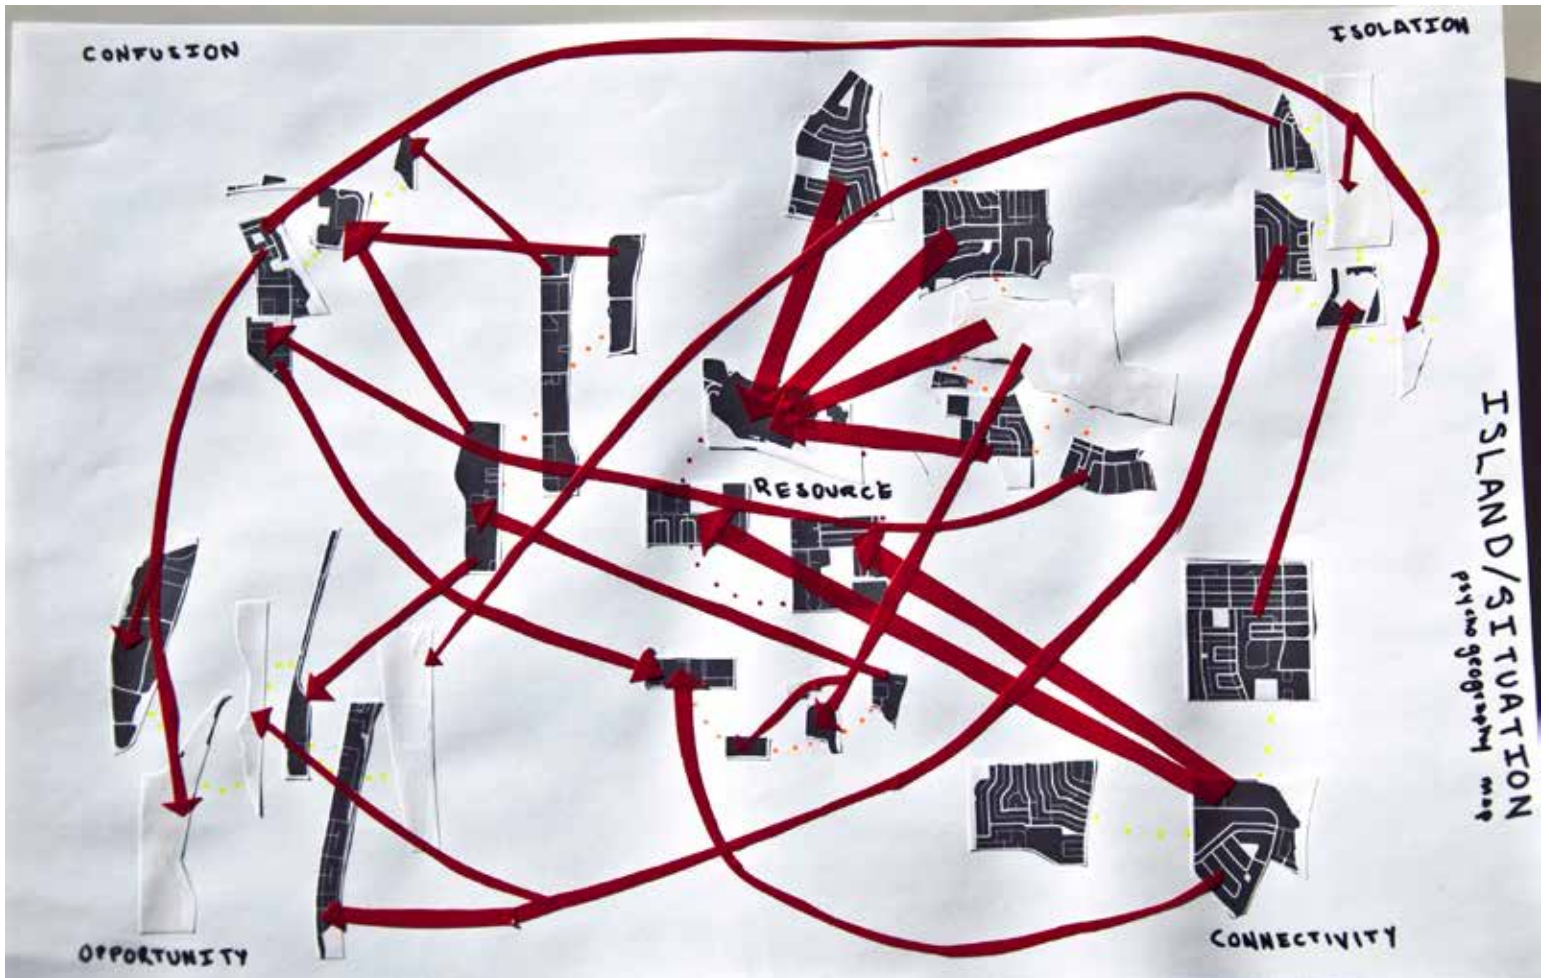 CONFUSION
ISOLATION
RESOURCE
ISLAND/SITUATION
psychogeography map
OPPORTUNITY
CONNECTIVITY